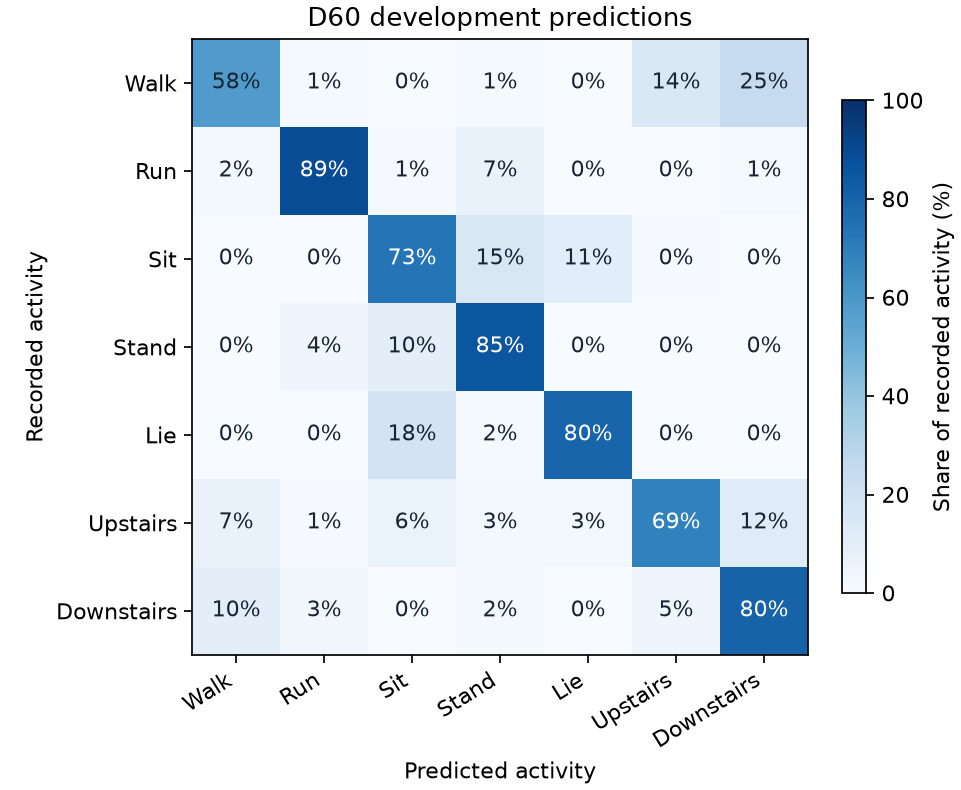 D60 development predictions
Walk 58% 1% 0% 1% 0% 14% 25%
Run 2% 89% 1% 7% 0% 0% 1%
Sit 0% 0% 73% 15% 11% 0% 0%
Stand 0% 4% 10% 85% 0% 0% 0%
Lie 0% 0% 18% 2% 80% 0% 0%
Upstairs 7% 1% 6% 3% 3% 69% 12%
Downstairs 10% 3% 0% 2% 0% 5% 80%
Recorded activity
Walk Run Sit Stand Lie Upstairs Downstairs
Predicted activity
100
80
60
40
20
0
Share of recorded activity (%)